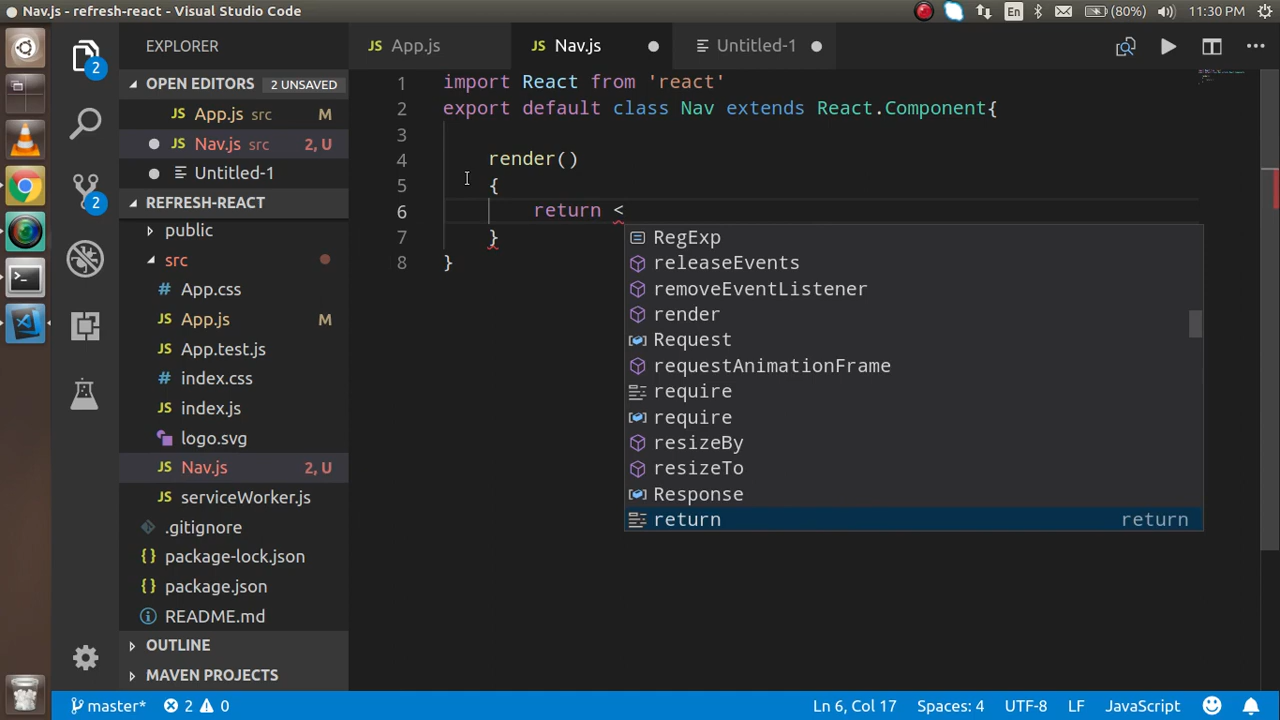 Nav.js - refresh-react - Visual Studio Code
En
(80%)
11:30 PM
EXPLORER
OPEN EDITORS
2 UNSAVED
JS App.js src M
JS Nav.js src 2, U
Untitled-1
REFRESH-REACT
public
src
# App.css
JS App.js M
JS App.test.js
# index.css
JS index.js
logo.svg
JS Nav.js 2, U
JS serviceWorker.js
.gitignore
{} package-lock.json
{} package.json
README.md
OUTLINE
MAVEN PROJECTS
2
2
JS App.js
JS Nav.js
Untitled-1
1 import React from 'react'
2 export default class Nav extends React.Component{
3
4 render()
5 {
6 return <
7 }
8 }
RegExp
releaseEvents
removeEventListener
render
Request
requestAnimationFrame
require
require
resizeBy
resizeTo
Response
return return
master* 2 0
Ln 6, Col 17
Spaces: 4
UTF-8
LF
JavaScript